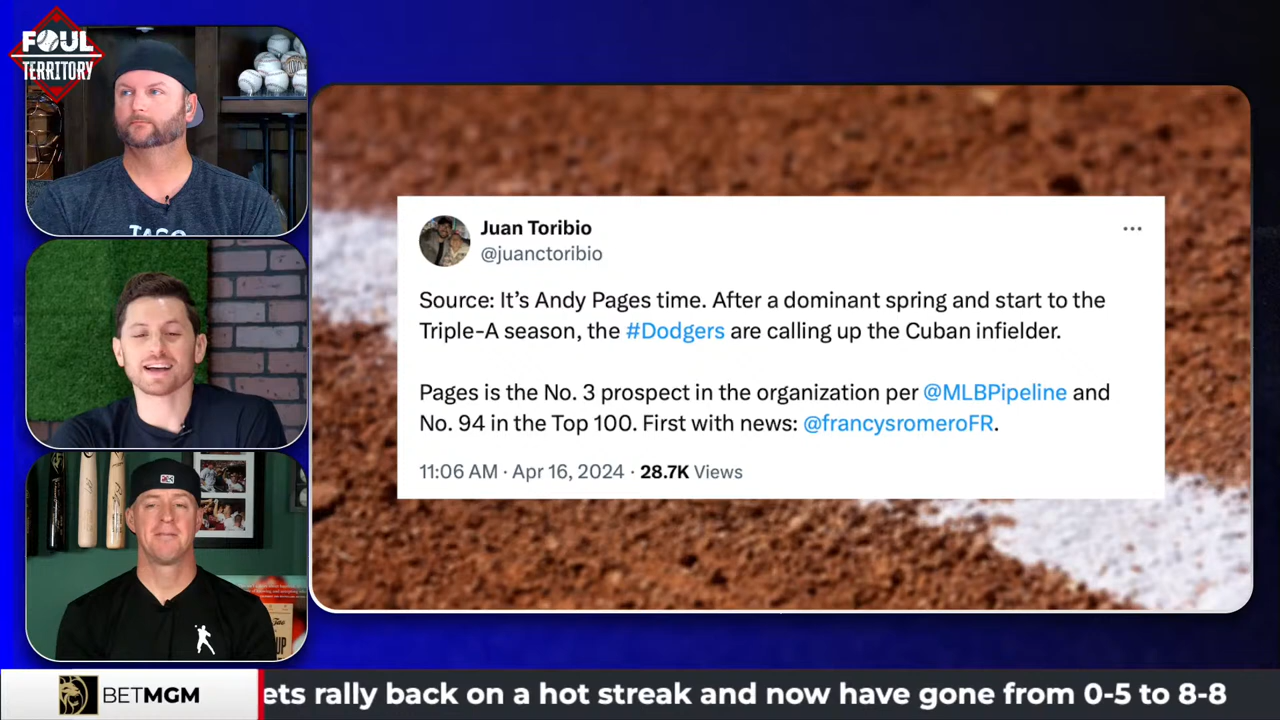 FOUL
TERRITORY
Juan Toribio
@juanctoribio
Source: It’s Andy Pages time. After a dominant spring and start to the
Triple-A season, the #Dodgers are calling up the Cuban infielder.
Pages is the No. 3 prospect in the organization per @MLBPipeline and
No. 94 in the Top 100. First with news: @francysromeroFR.
11:06 AM · Apr 16, 2024 · 28.7K Views
BETMGM
ets rally back on a hot streak and now have gone from 0-5 to 8-8